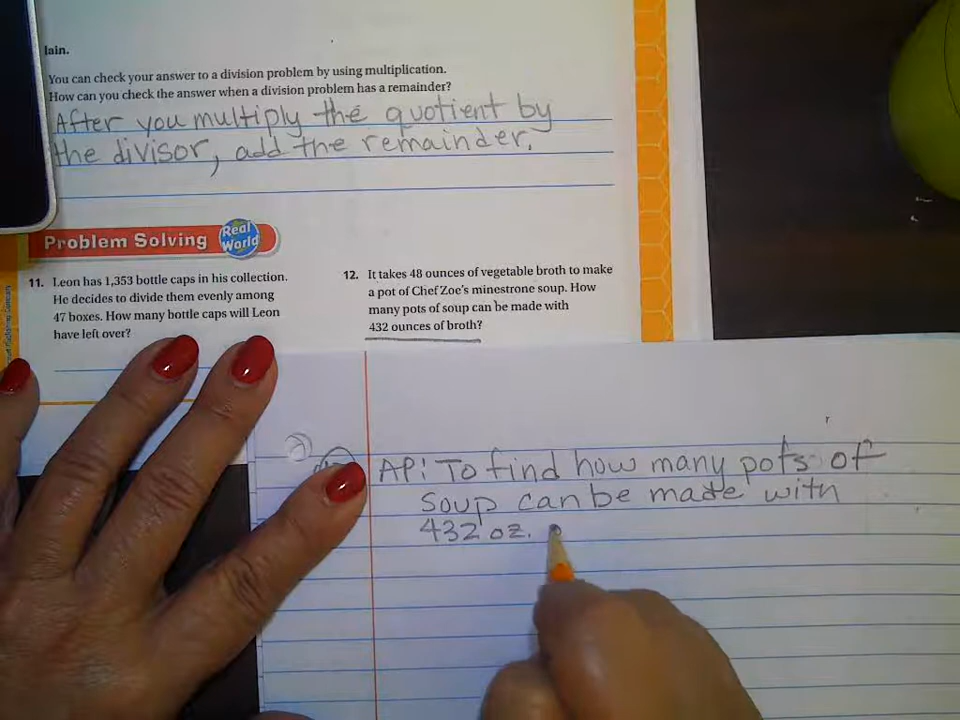 lain.
You can check your answer to a division problem by using multiplication.
How can you check the answer when a division problem has a remainder?
After you multiply the quotient by
the divisor, add the remainder.
Problem Solving Real World
11. Leon has 1,353 bottle caps in his collection.
He decides to divide them evenly among
47 boxes. How many bottle caps will Leon
have left over?
12. It takes 48 ounces of vegetable broth to make
a pot of Chef Zoe's minestrone soup. How
many pots of soup can be made with
432 ounces of broth?
AP: To find how many pots of
soup can be made with
432 oz.